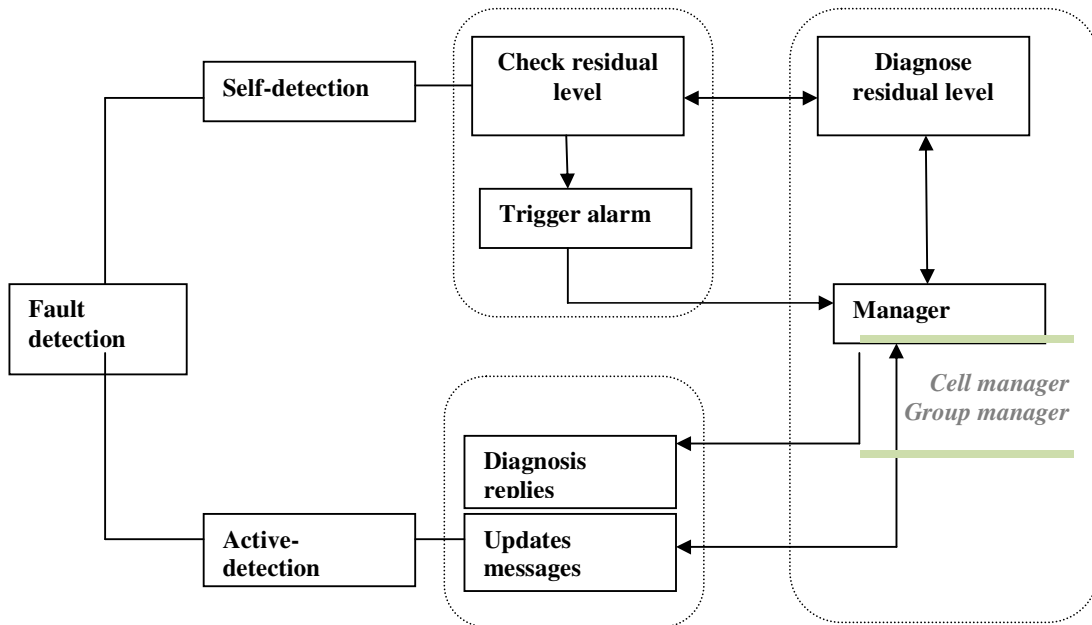 Self-detection
Check residual
level
Diagnose
residual level
Trigger alarm
Fault
detection
Manager
Cell manager
Group manager
Diagnosis
replies
Active-
detection
Updates
messages